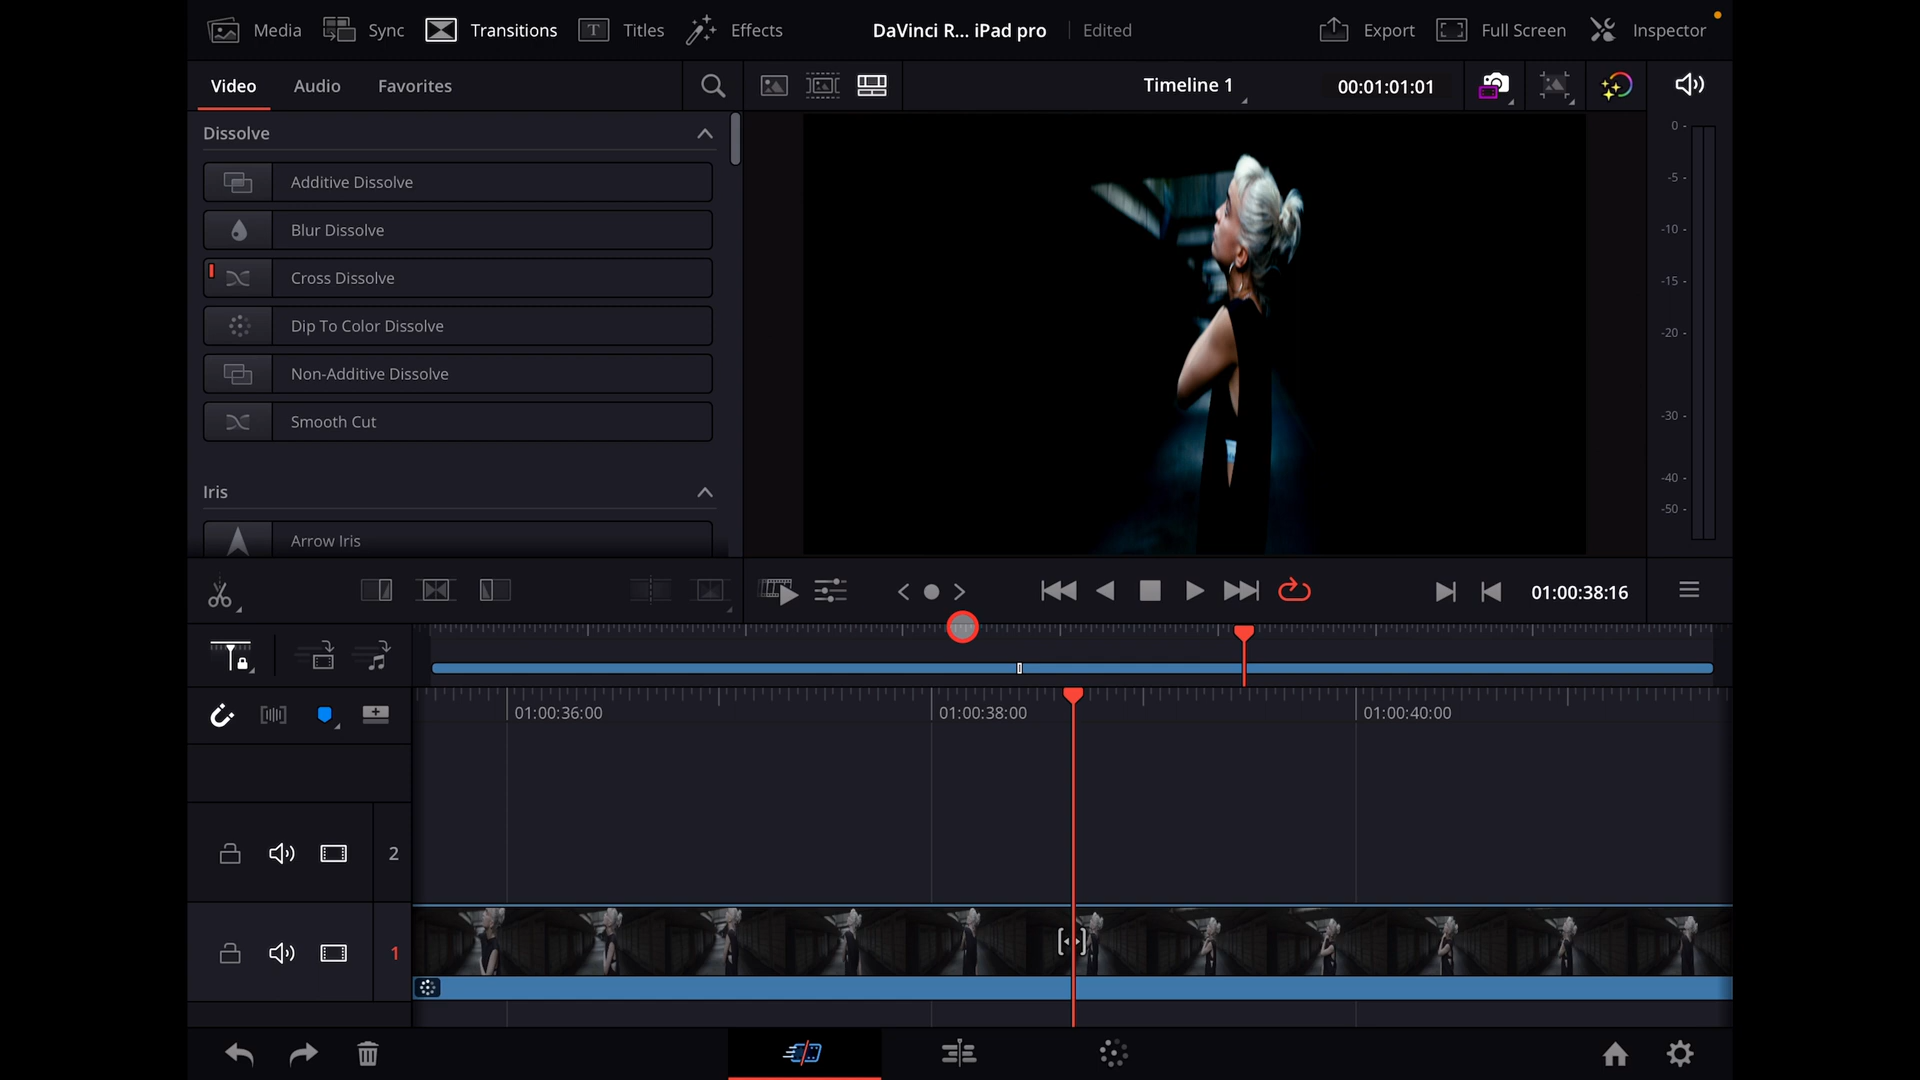 Media Sync Transitions Titles Effects DaVinci R... iPad pro Edited Export Full Screen Inspector
Video Audio Favorites Timeline 1 00:01:01:01
Dissolve
Additive Dissolve
Blur Dissolve
Cross Dissolve
Dip To Color Dissolve
Non-Additive Dissolve
Smooth Cut
Iris
Arrow Iris
0 -
-5 -
-10 -
-15 -
-20 -
-30 -
-40 -
-50 -
01:00:38:16
01:00:36:00 01:00:38:00 01:00:40:00
2
1